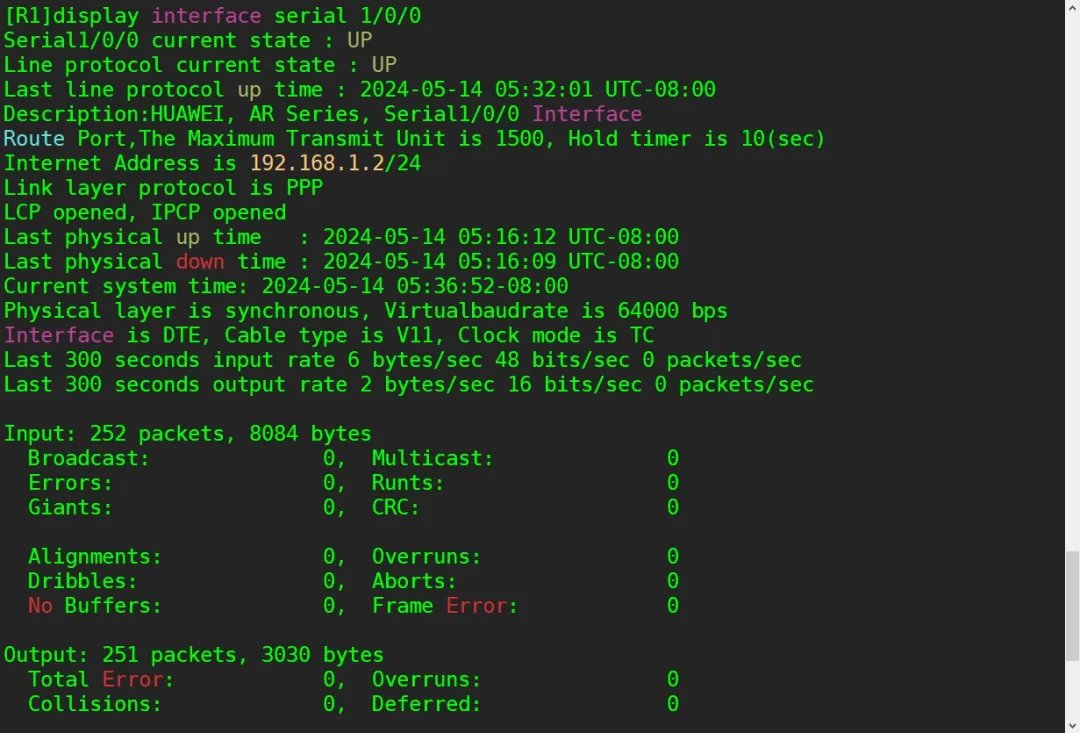 [R1]display interface serial 1/0/0
Serial1/0/0 current state : UP
Line protocol current state : UP
Last line protocol up time : 2024-05-14 05:32:01 UTC-08:00
Description:HUAWEI, AR Series, Serial1/0/0 Interface
Route Port,The Maximum Transmit Unit is 1500, Hold timer is 10(sec)
Internet Address is 192.168.1.2/24
Link layer protocol is PPP
LCP opened, IPCP opened
Last physical up time   : 2024-05-14 05:16:12 UTC-08:00
Last physical down time : 2024-05-14 05:16:09 UTC-08:00
Current system time: 2024-05-14 05:36:52-08:00
Physical layer is synchronous, Virtualbaudrate is 64000 bps
Interface is DTE, Cable type is V11, Clock mode is TC
Last 300 seconds input rate 6 bytes/sec 48 bits/sec 0 packets/sec
Last 300 seconds output rate 2 bytes/sec 16 bits/sec 0 packets/sec
Input: 252 packets, 8084 bytes
  Broadcast:              0,  Multicast:              0
  Errors:                 0,  Runts:                  0
  Giants:                 0,  CRC:                    0
  Alignments:             0,  Overruns:               0
  Dribbles:               0,  Aborts:                 0
  No Buffers:             0,  Frame Error:            0
Output: 251 packets, 3030 bytes
  Total Error:            0,  Overruns:               0
  Collisions:             0,  Deferred:               0